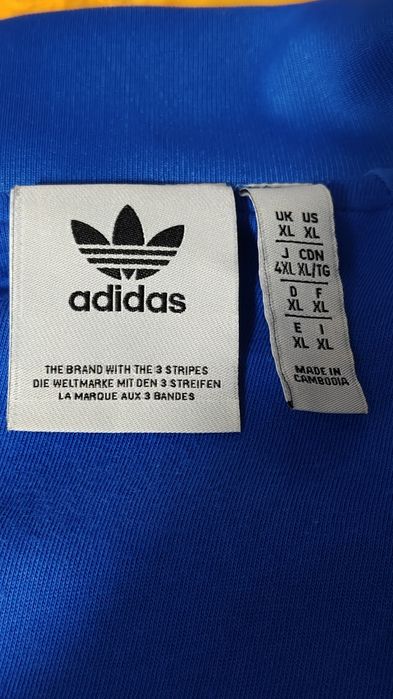 adidas
THE BRAND WITH THE 3 STRIPES
DIE WELTMARKE MIT DEN 3 STREIFEN
LA MARQUE AUX 3 BANDES
UK US
XL XL
J CDN
4XL XL/TG
D F
XL XL
E I
XL XL
MADE IN
CAMBODIA